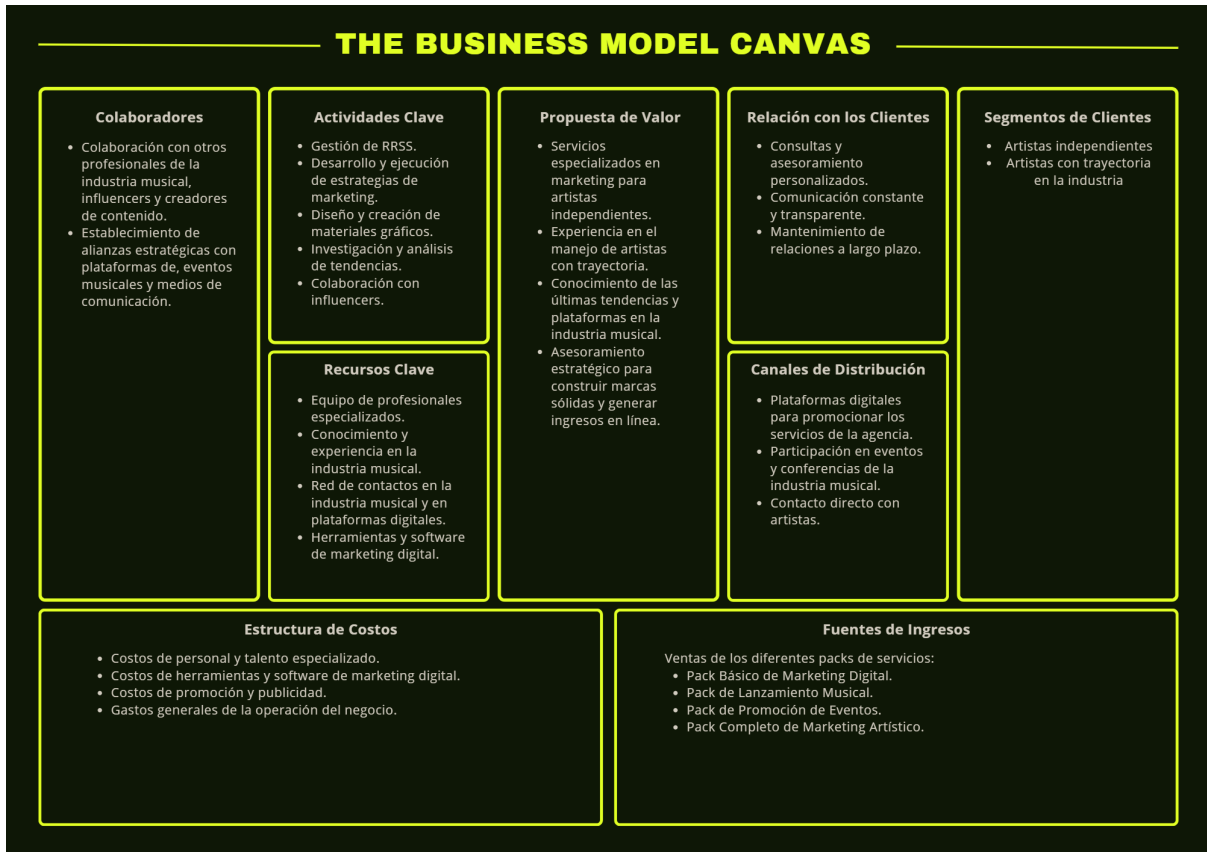 THE BUSINESS MODEL CANVAS
Colaboradores
• Colaboración con otros
profesionales de la
industria musical,
influencers y creadores
de contenido.
• Establecimiento de
alianzas estratégicas con
plataformas de, eventos
musicales y medios de
comunicación.
Actividades Clave
• Gestión de RRSS.
• Desarrollo y ejecución
de estrategias de
marketing.
• Diseño y creación de
materiales gráficos.
• Investigación y análisis
de tendencias.
• Colaboración con
influencers.
Recursos Clave
• Equipo de profesionales
especializados.
• Conocimiento y
experiencia en la
industria musical.
• Red de contactos en la
industria musical y en
plataformas digitales.
• Herramientas y software
de marketing digital.
Propuesta de Valor
• Servicios
especializados en
marketing para
artistas
independientes.
• Experiencia en el
manejo de artistas
con trayectoria.
• Conocimiento de las
últimas tendencias y
plataformas en la
industria musical.
• Asesoramiento
estratégico para
construir marcas
sólidas y generar
ingresos en línea.
Relación con los Clientes
• Consultas y
asesoramiento
personalizados.
• Comunicación constante
y transparente.
• Mantenimiento de
relaciones a largo plazo.
Canales de Distribución
• Plataformas digitales
para promocionar los
servicios de la agencia.
• Participación en eventos
y conferencias de la
industria musical.
• Contacto directo con
artistas.
Segmentos de Clientes
• Artistas independientes
• Artistas con trayectoria
en la industria
Estructura de Costos
• Costos de personal y talento especializado.
• Costos de herramientas y software de marketing digital.
• Costos de promoción y publicidad.
• Gastos generales de la operación del negocio.
Fuentes de Ingresos
Ventas de los diferentes packs de servicios:
• Pack Básico de Marketing Digital.
• Pack de Lanzamiento Musical.
• Pack de Promoción de Eventos.
• Pack Completo de Marketing Artístico.